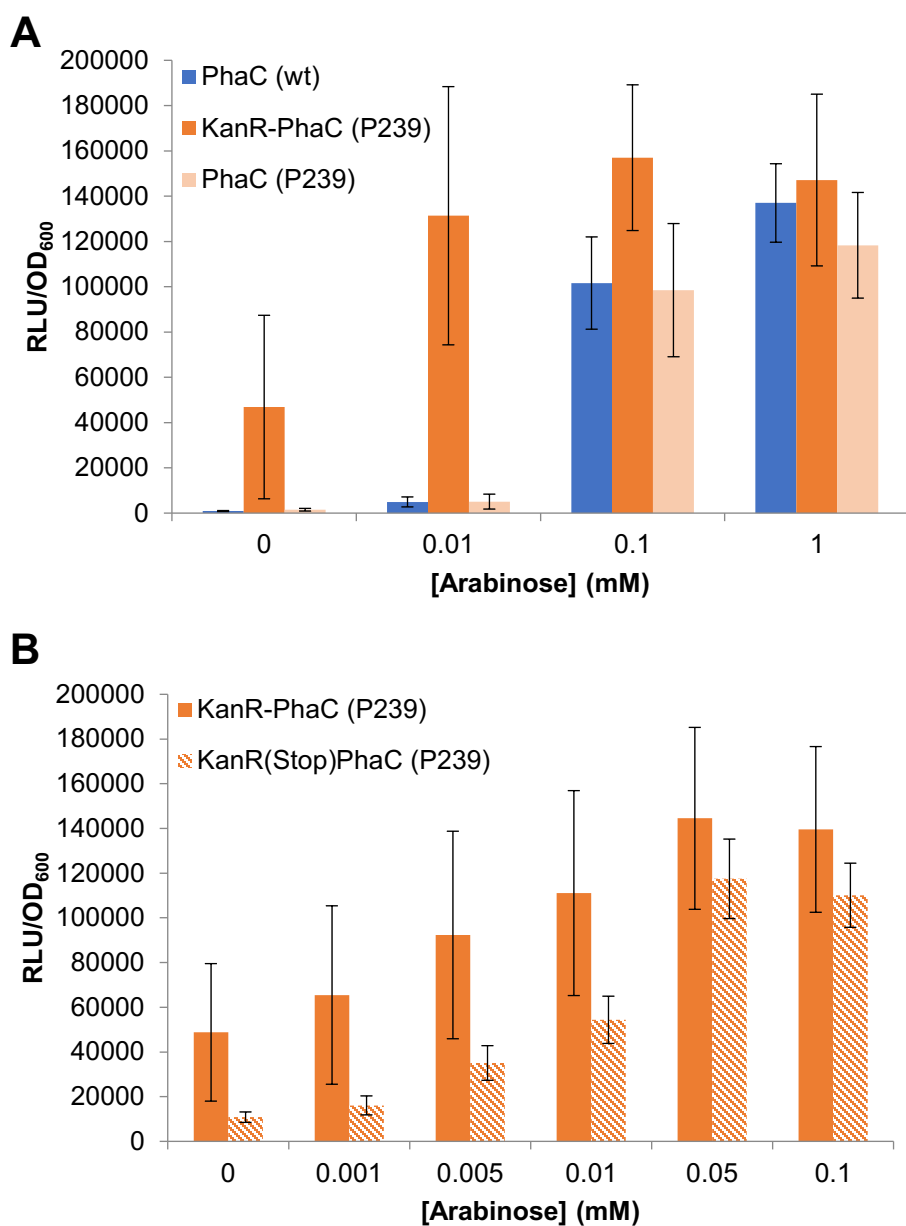 A
RLU/OD600
200000
180000
160000
140000
120000
100000
80000
60000
40000
20000
0
PhaC (wt)
KanR-PhaC (P239)
PhaC (P239)
0 0.01 0.1 1
[Arabinose] (mM)
B
RLU/OD600
200000
180000
160000
140000
120000
100000
80000
60000
40000
20000
0
KanR-PhaC (P239)
KanR(Stop)PhaC (P239)
0 0.001 0.005 0.01 0.05 0.1
[Arabinose] (mM)